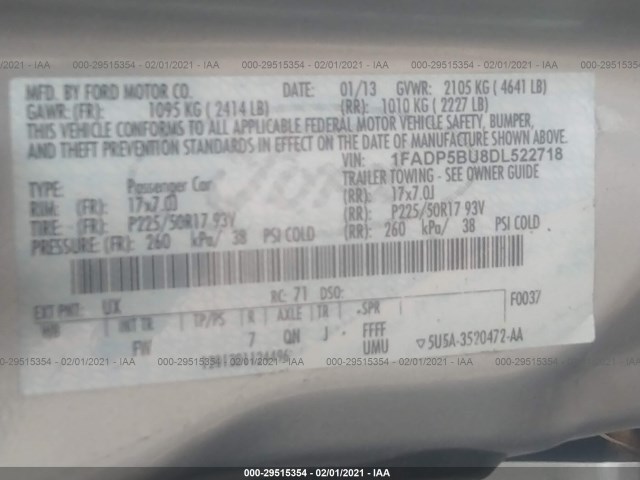 000-29515354 - 02/01/2021 - IAA
MFD. BY FORD MOTOR CO. DATE: 01/13 GVWR: 2105 KG (4641 LB)
GAWR: (FR): 1095 KG (2414 LB) (RR): 1010 KG (2227 LB)
THIS VEHICLE CONFORMS TO ALL APPLICABLE FEDERAL MOTOR VEHICLE SAFETY, BUMPER,
AND THEFT PREVENTION STANDARDS IN EFFECT ON THE DATE OF MANUFACTURE SHOWN ABOVE.
VIN: 1FADP5BU8DL522718
TYPE: Passenger Car TRAILER TOWING - SEE OWNER GUIDE
RIM: (FR): 17x7.0J (RR): 17x7.0J
TIRE: (FR): P225/50R17 93V (RR): P225/50R17 93V
PRESSURE: (FR): 260 kPa/ 38 PSI COLD (RR): 260 kPa/ 38 PSI COLD
RC: 71 DSO: F0037
EXT PNT: UX
WB INT TR TP/PS R AXLE TR SPR
FW 7 QN J FFFF
UMU ▽5U5A-3520472-AA
000-29515354 - 02/01/2021 - IAA